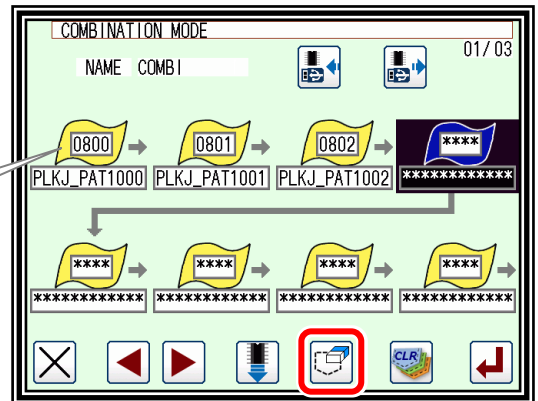 COMBINATION MODE
01/03
NAME COMBI
0800 0801 0802 ****
PLKJ_PAT1000 PLKJ_PAT1001 PLKJ_PAT1002 ************
**** **** **** ****
************ ************ ************ ************
CLR